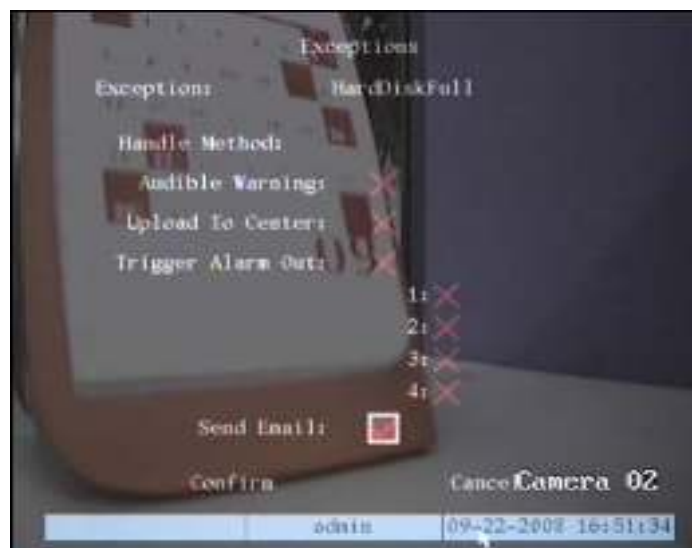 Exceptions
Exception: HardDiskFull
Handle Method:
Audible Warning:
Upload To Center:
Trigger Alarm Out:
1:
2:
3:
4:
Send Email:
Confirm Cance Camera 02
admin 09-22-2008 16:51:34